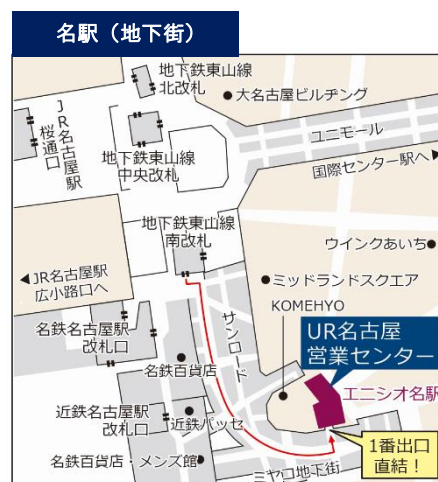 名駅（地下街）
地下鉄東山線
北改札
大名古屋ビルヂング
JR名古屋駅
桜通口
地下鉄東山線
中央改札
ユニモール
国際センター駅へ
地下鉄東山線
南改札
ウインクあいち
JR名古屋駅
広小路口へ
ミッドランドスクエア
KOMEHYO
サンロード
名鉄名古屋駅
改札口
UR名古屋
営業センター
名鉄百貨店
エニシオ名駅
近鉄名古屋駅
改札口
近鉄パッセ
1番出口
直結！
名鉄百貨店・メンズ館
ミヤコ地下街